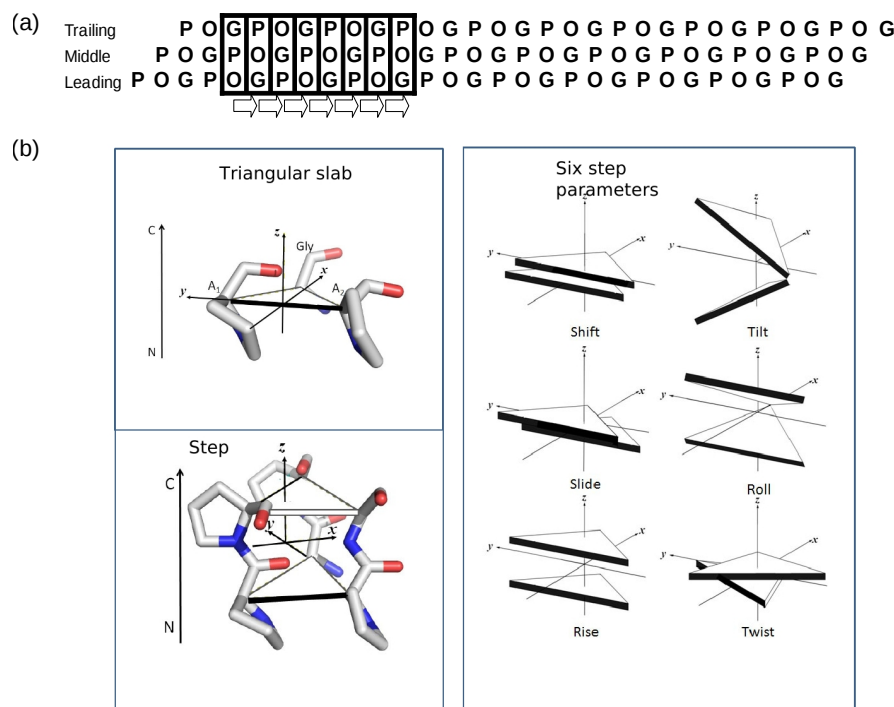 (a)
Trailing P O G P O G P O G P O G P O G P O G P O G P O G P O G P O G
Middle P O G P O G P O G P O G P O G P O G P O G P O G P O G P O G
Leading P O G P O G P O G P O G P O G P O G P O G P O G P O G P O G
(b)
Triangular slab
C
N
z
Gly
x
A₁
A₂
y
Step
C
N
z
y
x
Six step
parameters
z
y
x
Shift
z
y
x
Tilt
z
y
x
Slide
z
y
x
Roll
z
y
x
Rise
z
y
x
Twist